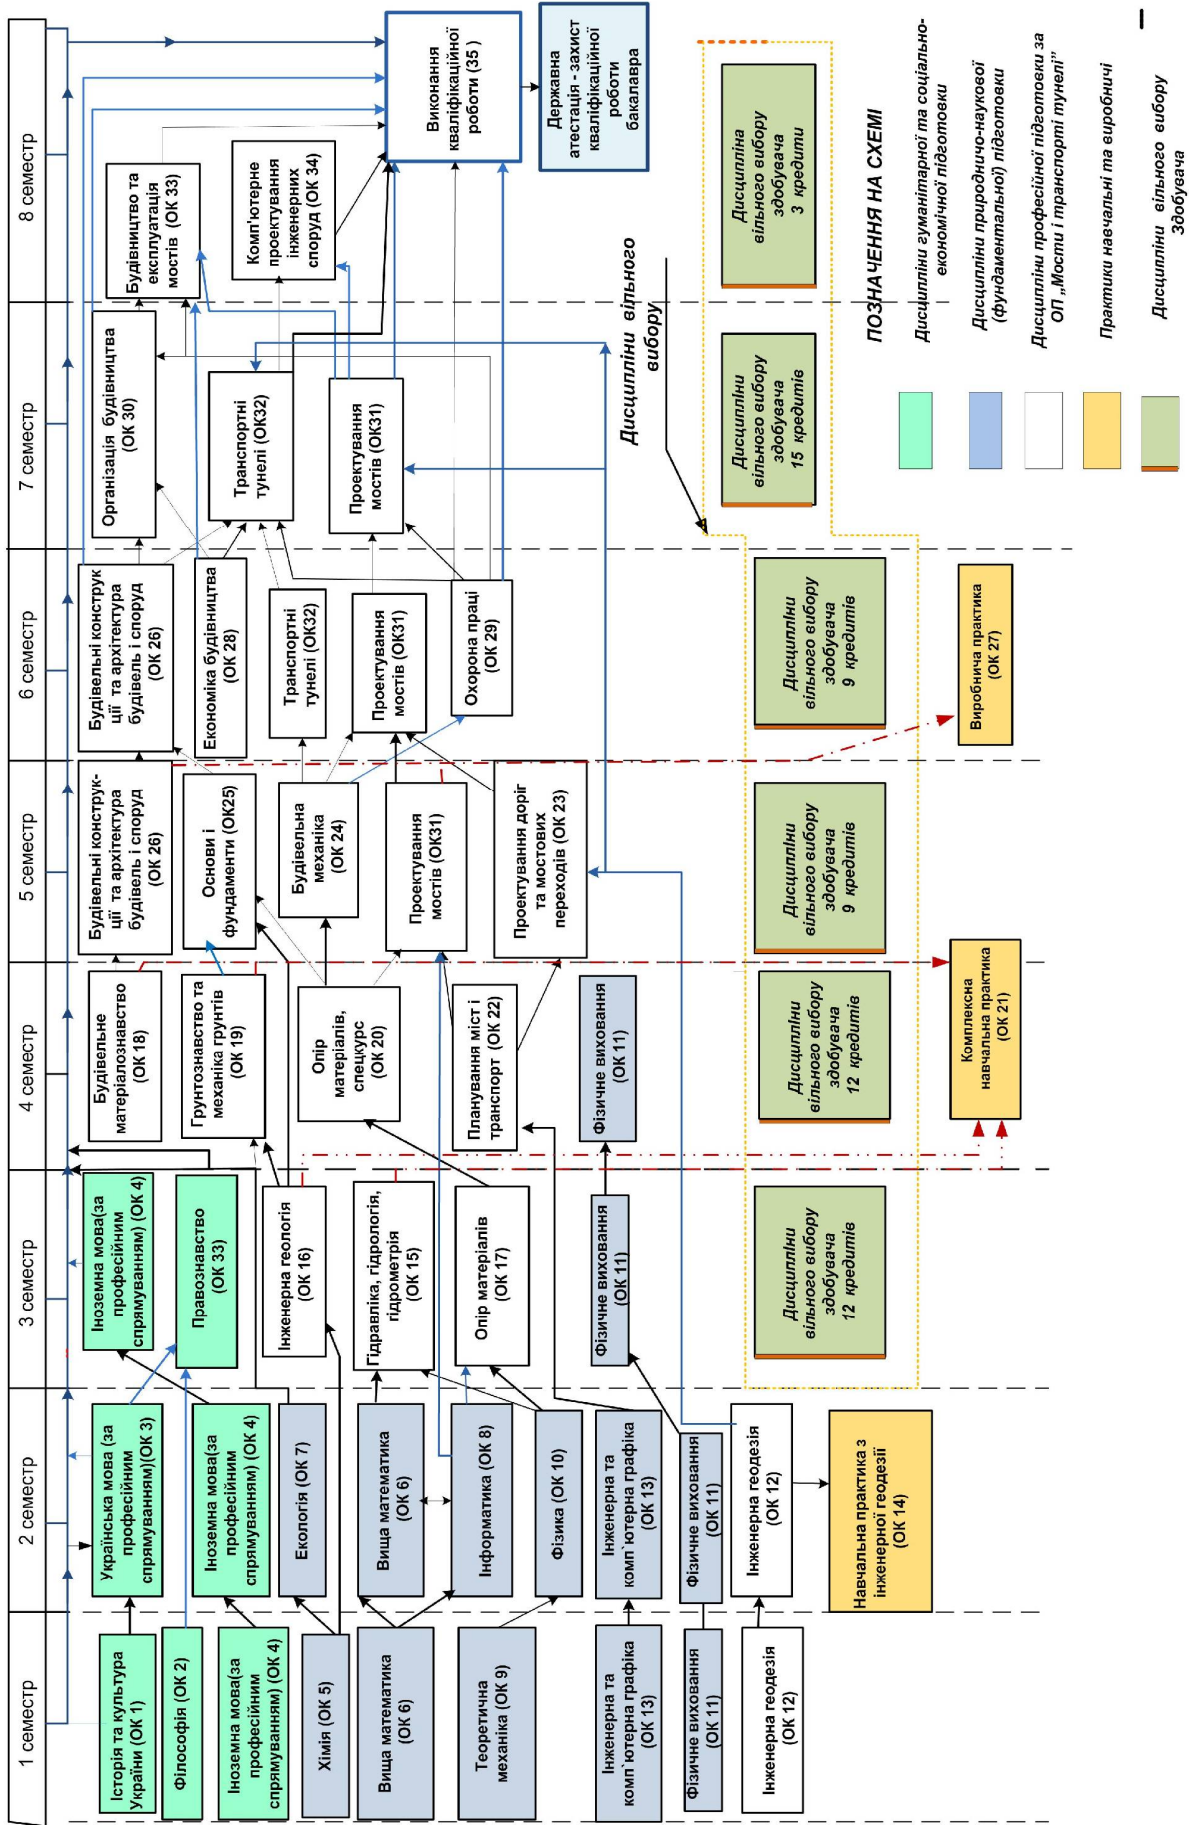 1 семестр
2 семестр
3 семестр
4 семестр
5 семестр
6 семестр
7 семестр
8 семестр
Історія та культура
України (ОК 1)
Філософія (ОК 2)
Іноземна мова(за
професійним
спрямуванням) (ОК 4)
Хімія (ОК 5)
Вища математика
(ОК 6)
Теоретична
механіка (ОК 9)
Інженерна та
комп`ютерна графіка
(ОК 13)
Фізичне виховання
(ОК 11)
Інженерна геодезія
(ОК 12)
Українська мова (за
професійним
спрямуванням)(ОК 3)
Іноземна мова(за
професійним
спрямуванням) (ОК 4)
Екологія (ОК 7)
Вища математика
(ОК 6)
Інформатика (ОК 8)
Фізика (ОК 10)
Інженерна та
комп`ютерна графіка
(ОК 13)
Фізичне виховання
(ОК 11)
Інженерна геодезія
(ОК 12)
Навчальна практика з
інженерної геодезії
(ОК 14)
Іноземна мова(за
професійним
спрямуванням) (ОК 4)
Правознавство
(ОК 33)
Інженерна геологія
(ОК 16)
Гідравліка, гідрологія,
гідрометрія
(ОК 15)
Опір матеріалів
(ОК 17)
Фізичне виховання
(ОК 11)
Дисципліни
вільного вибору
здобувача
12 кредитів
Будівельне
матеріалознавство
(ОК 18)
Грунтознавство та
механіка грунтів
(ОК 19)
Опір
матеріалів,
спецкурс
(ОК 20)
Планування міст і
транспорт (ОК 22)
Фізичне виховання
(ОК 11)
Дисципліни
вільного вибору
здобувача
12 кредитів
Комплексна
навчальна практика
(ОК 21)
Будівельні конструк-
ції та архітектура
будівель і споруд
(ОК 26)
Основи і
фундаменти (ОК25)
Будівельна
механіка
(ОК 24)
Проектування
мостів (ОК31)
Проектування доріг
та мостових
переходів (ОК 23)
Дисципліни
вільного вибору
здобувача
9 кредитів
Будівельні конструк
ції та архітектура
будівель і споруд
(ОК 26)
Економіка будівництва
(ОК 28)
Транспортні
тунелі (ОК32)
Проектування
мостів (ОК31)
Охорона праці
(ОК 29)
Дисципліни
вільного вибору
здобувача
9 кредитів
Виробнича практика
(ОК 27)
Організація будівництва
(ОК 30)
Транспортні
тунелі (ОК32)
Проектування
мостів (ОК31)
Дисципліни вільного
вибору
Дисципліни
вільного вибору
здобувача
15 кредитів
Будівництво та
експлуатація
мостів (ОК 33)
Комп'ютерне
проектування
інженерних
споруд (ОК 34)
Виконання
кваліфікаційної
роботи (35 )
Державна
атестація - захист
кваліфікаційної
роботи
бакалавра
Дисципліна
вільного вибору
здобувача
3 кредити
ПОЗНАЧЕННЯ НА СХЕМІ
Дисципліни гуманітарної та соціально-
економічної підготовки
Дисципліни природничо-наукової
(фундаментальної) підготовки
Дисципліни професійної підготовки за
ОП „Мости і транспорті тунелі”
Практики навчальні та виробничі
Дисципліни вільного вибору
Здобувача